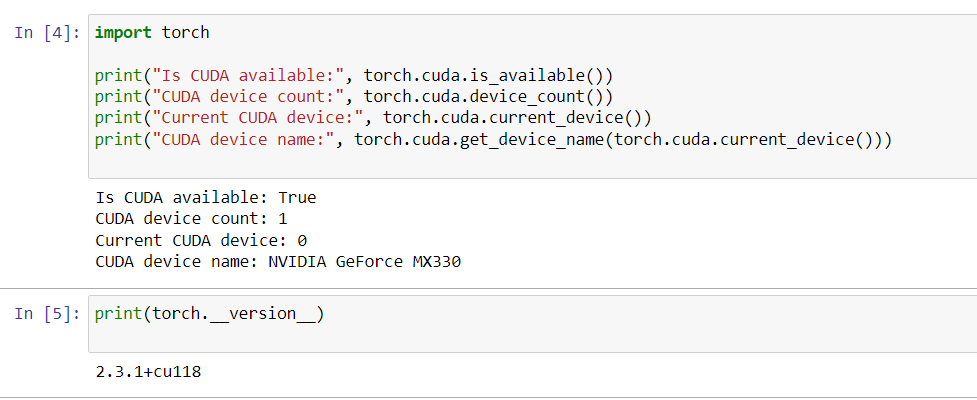 In [4]: import torch
print("Is CUDA available:", torch.cuda.is_available())
print("CUDA device count:", torch.cuda.device_count())
print("Current CUDA device:", torch.cuda.current_device())
print("CUDA device name:", torch.cuda.get_device_name(torch.cuda.current_device()))
Is CUDA available: True
CUDA device count: 1
Current CUDA device: 0
CUDA device name: NVIDIA GeForce MX330
In [5]: print(torch.__version__)
2.3.1+cu118